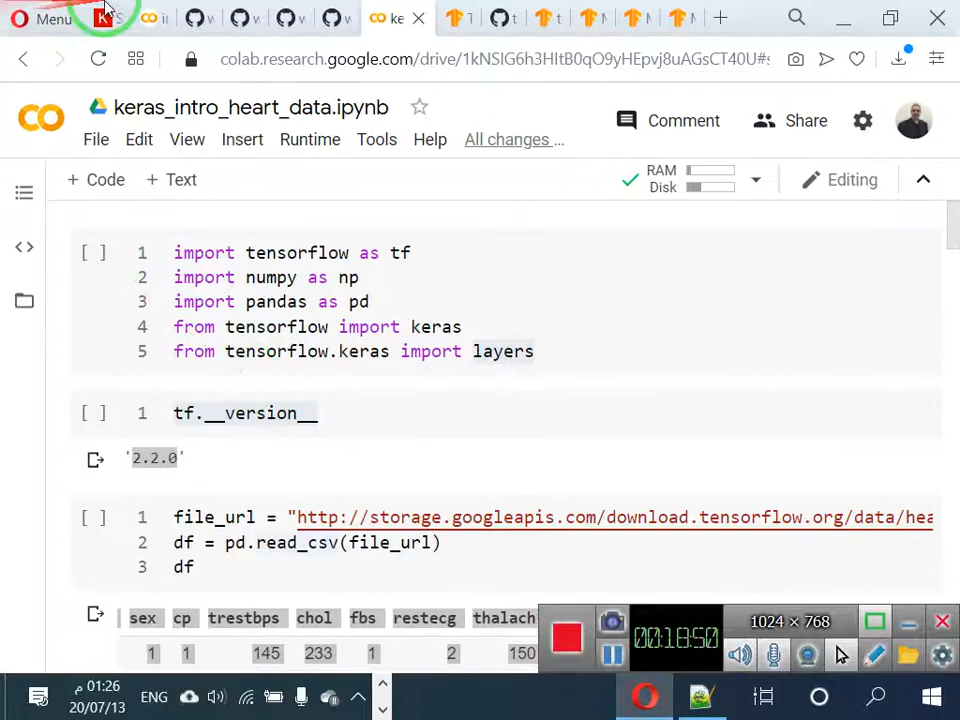 Menu
K S
ir
w
w
w
w
ke
T
t
t
M
M
M
colab.research.google.com/drive/1kNSIG6h3HItB0qO9yHEpvj8uAGsCT40U#s
keras_intro_heart_data.ipynb
File Edit View Insert Runtime Tools Help All changes ...
Comment
Share
+ Code + Text
RAM
Disk
Editing
[ ] 1 import tensorflow as tf
2 import numpy as np
3 import pandas as pd
4 from tensorflow import keras
5 from tensorflow.keras import layers
[ ] 1 tf.__version__
'2.2.0'
[ ] 1 file_url = "http://storage.googleapis.com/download.tensorflow.org/data/hea
2 df = pd.read_csv(file_url)
3 df
sex cp trestbps chol fbs restecg thalach
1 1 145 233 1 2 150
00:18:50
1024 × 768
01:26 م
20/07/13
ENG